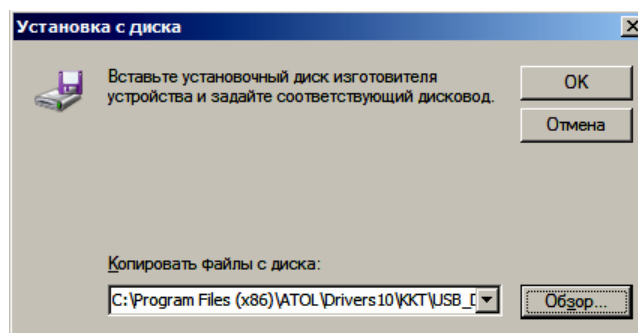 Установка с диска
Вставьте установочный диск изготовителя
устройства и задайте соответствующий дисковод.
OK
Отмена
Копировать файлы с диска:
C:\Program Files (x86)\ATOL\Drivers10\KKT\USB_D
Обзор...